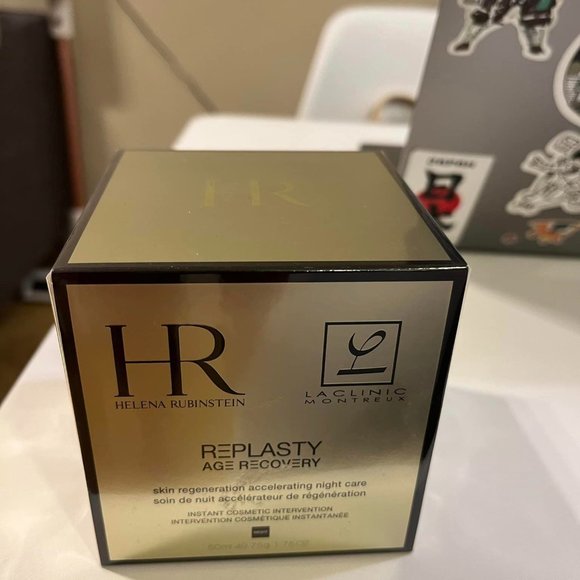 HR
HR
HELENA RUBINSTEIN
LACLINIC
MONTREUX
REPLASTY
AGE RECOVERY
skin regeneration accelerating night care
soin de nuit accélérateur de régénération
INSTANT COSMETIC INTERVENTION
INTERVENTION COSMÉTIQUE INSTANTANÉE